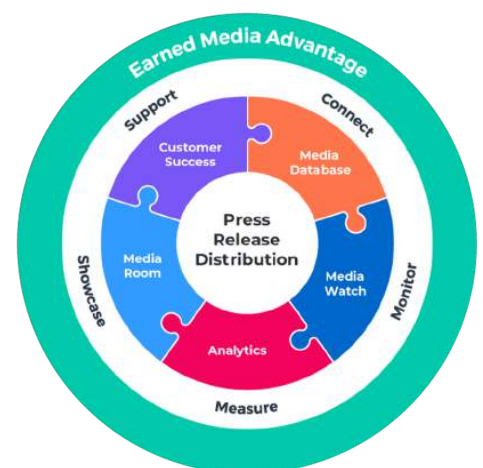 Earned Media Advantage
Support
Connect
Customer
Success
Media
Database
Press
Release
Distribution
Media
Room
Media
Watch
Showcase
Monitor
Analytics
Measure